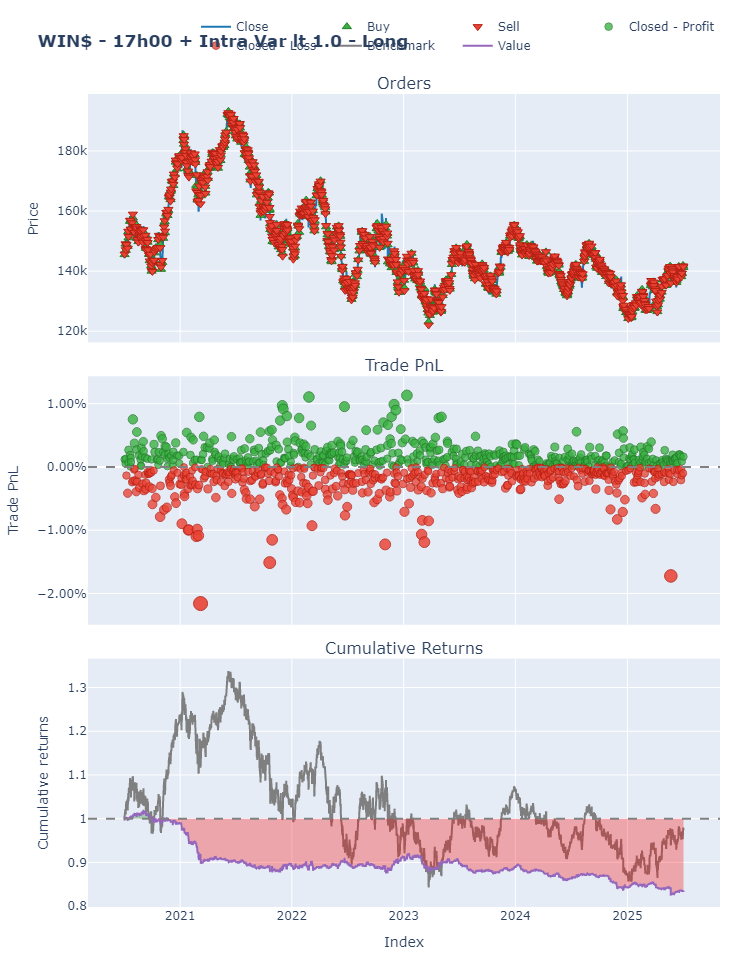 Close Buy Sell Closed - Profit
WIN$ - 17h00 + Intra Var lt 1.0 - Long
Closed - Loss Benchmark Value
Orders
180k
160k
140k
120k
Price
Trade PnL
1.00%
0.00%
−1.00%
−2.00%
Trade PnL
Cumulative Returns
1.3
1.2
1.1
1
0.9
0.8
Cumulative returns
2021 2022 2023 2024 2025
Index